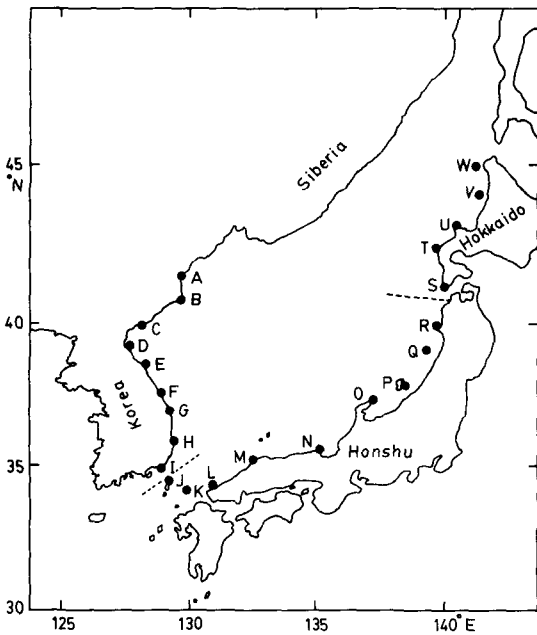 45
°N
40
35
30
125
130
135
140°E
Siberia
Hokkaido
Korea
Honshu
A
B
C
D
E
F
G
H
I
J
K
L
M
N
O
P
Q
R
S
T
U
V
W